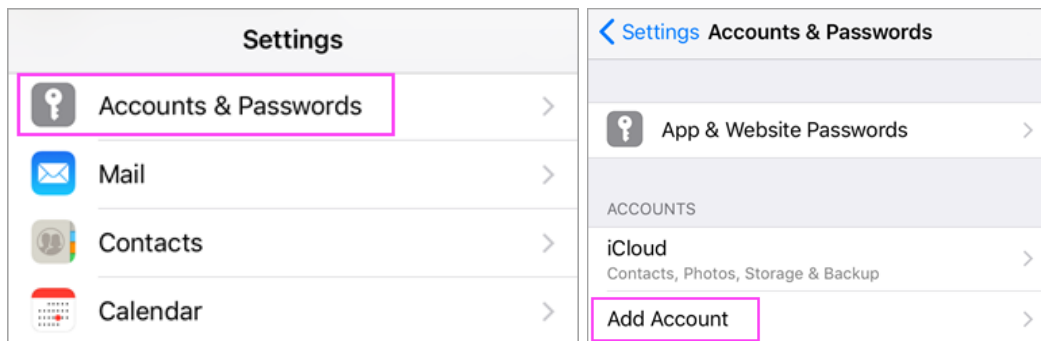 Settings
Accounts & Passwords
Mail
Contacts
Calendar
Settings Accounts & Passwords
App & Website Passwords
ACCOUNTS
iCloud
Contacts, Photos, Storage & Backup
Add Account